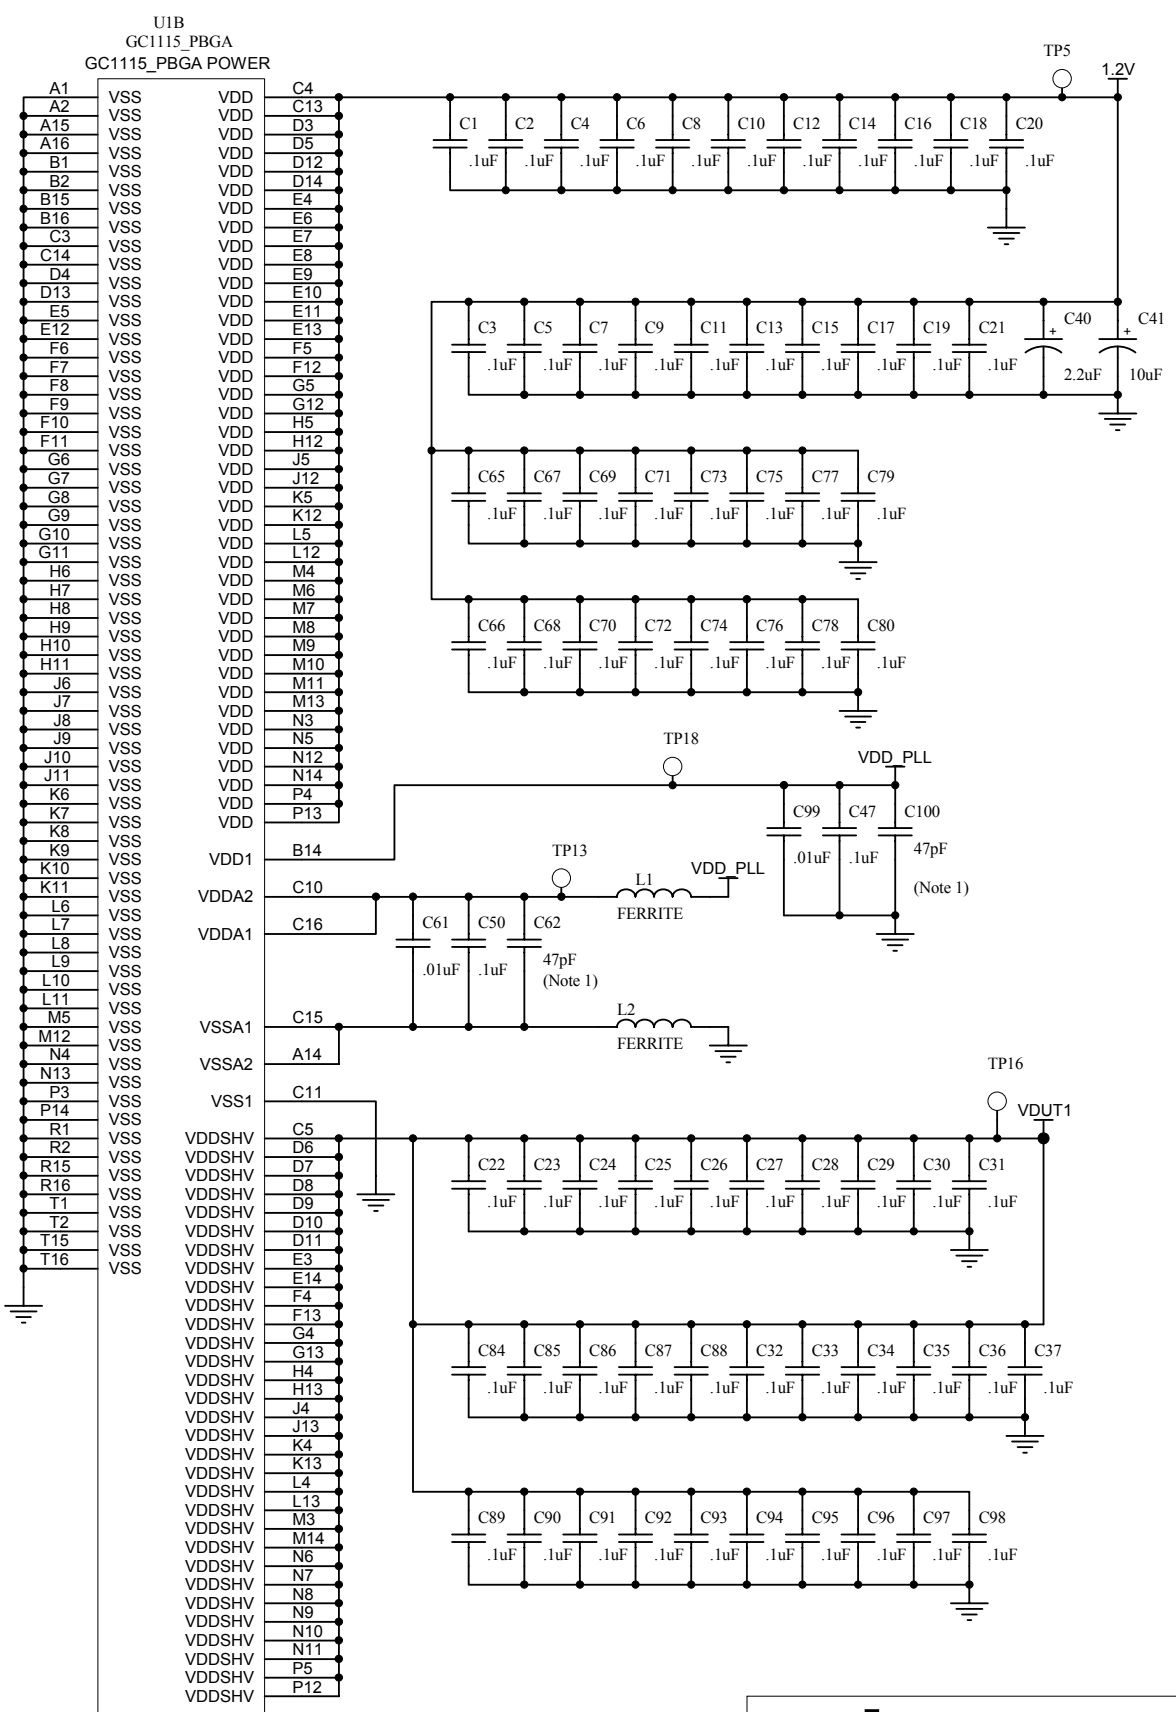 U1B
GC1115_PBGA
GC1115_PBGA POWER
A1 VSS VDD C4
A2 VSS VDD C13
A15 VSS VDD D3
A16 VSS VDD D5
B1 VSS VDD D12
B2 VSS VDD D14
B15 VSS VDD E4
B16 VSS VDD E6
C3 VSS VDD E7
C14 VSS VDD E8
D4 VSS VDD E9
D13 VSS VDD E10
E5 VSS VDD E11
E12 VSS VDD E13
F6 VSS VDD F5
F7 VSS VDD F12
F8 VSS VDD G5
F9 VSS VDD G12
F10 VSS VDD H5
F11 VSS VDD H12
G6 VSS VDD J5
G7 VSS VDD J12
G8 VSS VDD K5
G9 VSS VDD K12
G10 VSS VDD L5
G11 VSS VDD L12
H6 VSS VDD M4
H7 VSS VDD M6
H8 VSS VDD M7
H9 VSS VDD M8
H10 VSS VDD M9
H11 VSS VDD M10
J6 VSS VDD M11
J7 VSS VDD M13
J8 VSS VDD N3
J9 VSS VDD N5
J10 VSS VDD N12
J11 VSS VDD N14
K6 VSS VDD P4
K7 VSS VDD P13
K8 VSS
K9 VSS VDD1 B14
K10 VSS
K11 VSS VDDA2 C10
L6 VSS
L7 VSS VDDA1 C16
L8 VSS
L9 VSS
L10 VSS
L11 VSS
M5 VSS VSSA1 C15
M12 VSS
N4 VSS VSSA2 A14
N13 VSS
P3 VSS VSS1 C11
P14 VSS
R1 VSS VDDSHV C5
R2 VSS VDDSHV D6
R15 VSS VDDSHV D7
R16 VSS VDDSHV D8
T1 VSS VDDSHV D9
T2 VSS VDDSHV D10
T15 VSS VDDSHV D11
T16 VSS VDDSHV E3
VDDSHV E14
VDDSHV F4
VDDSHV F13
VDDSHV G4
VDDSHV G13
VDDSHV H4
VDDSHV H13
VDDSHV J4
VDDSHV J13
VDDSHV K4
VDDSHV K13
VDDSHV L4
VDDSHV L13
VDDSHV M3
VDDSHV M14
VDDSHV N6
VDDSHV N7
VDDSHV N8
VDDSHV N9
VDDSHV N10
VDDSHV N11
VDDSHV P5
VDDSHV P12
TP5
1.2V
C1 C2 C4 C6 C8 C10 C12 C14 C16 C18 C20
.1uF .1uF .1uF .1uF .1uF .1uF .1uF .1uF .1uF .1uF .1uF
C3 C5 C7 C9 C11 C13 C15 C17 C19 C21 C40 C41
+ +
.1uF .1uF .1uF .1uF .1uF .1uF .1uF .1uF .1uF .1uF 2.2uF 10uF
C65 C67 C69 C71 C73 C75 C77 C79
.1uF .1uF .1uF .1uF .1uF .1uF .1uF .1uF
C66 C68 C70 C72 C74 C76 C78 C80
.1uF .1uF .1uF .1uF .1uF .1uF .1uF .1uF
TP18
VDD_PLL
C99 C47 C100
.01uF .1uF 47pF
(Note 1)
TP13
VDD_PLL
L1
FERRITE
C61 C50 C62
.01uF .1uF 47pF
(Note 1)
L2
FERRITE
TP16
VDUT1
C22 C23 C24 C25 C26 C27 C28 C29 C30 C31
.1uF .1uF .1uF .1uF .1uF .1uF .1uF .1uF .1uF .1uF
C84 C85 C86 C87 C88 C32 C33 C34 C35 C36 C37
.1uF .1uF .1uF .1uF .1uF .1uF .1uF .1uF .1uF .1uF .1uF
C89 C90 C91 C92 C93 C94 C95 C96 C97 C98
.1uF .1uF .1uF .1uF .1uF .1uF .1uF .1uF .1uF .1uF